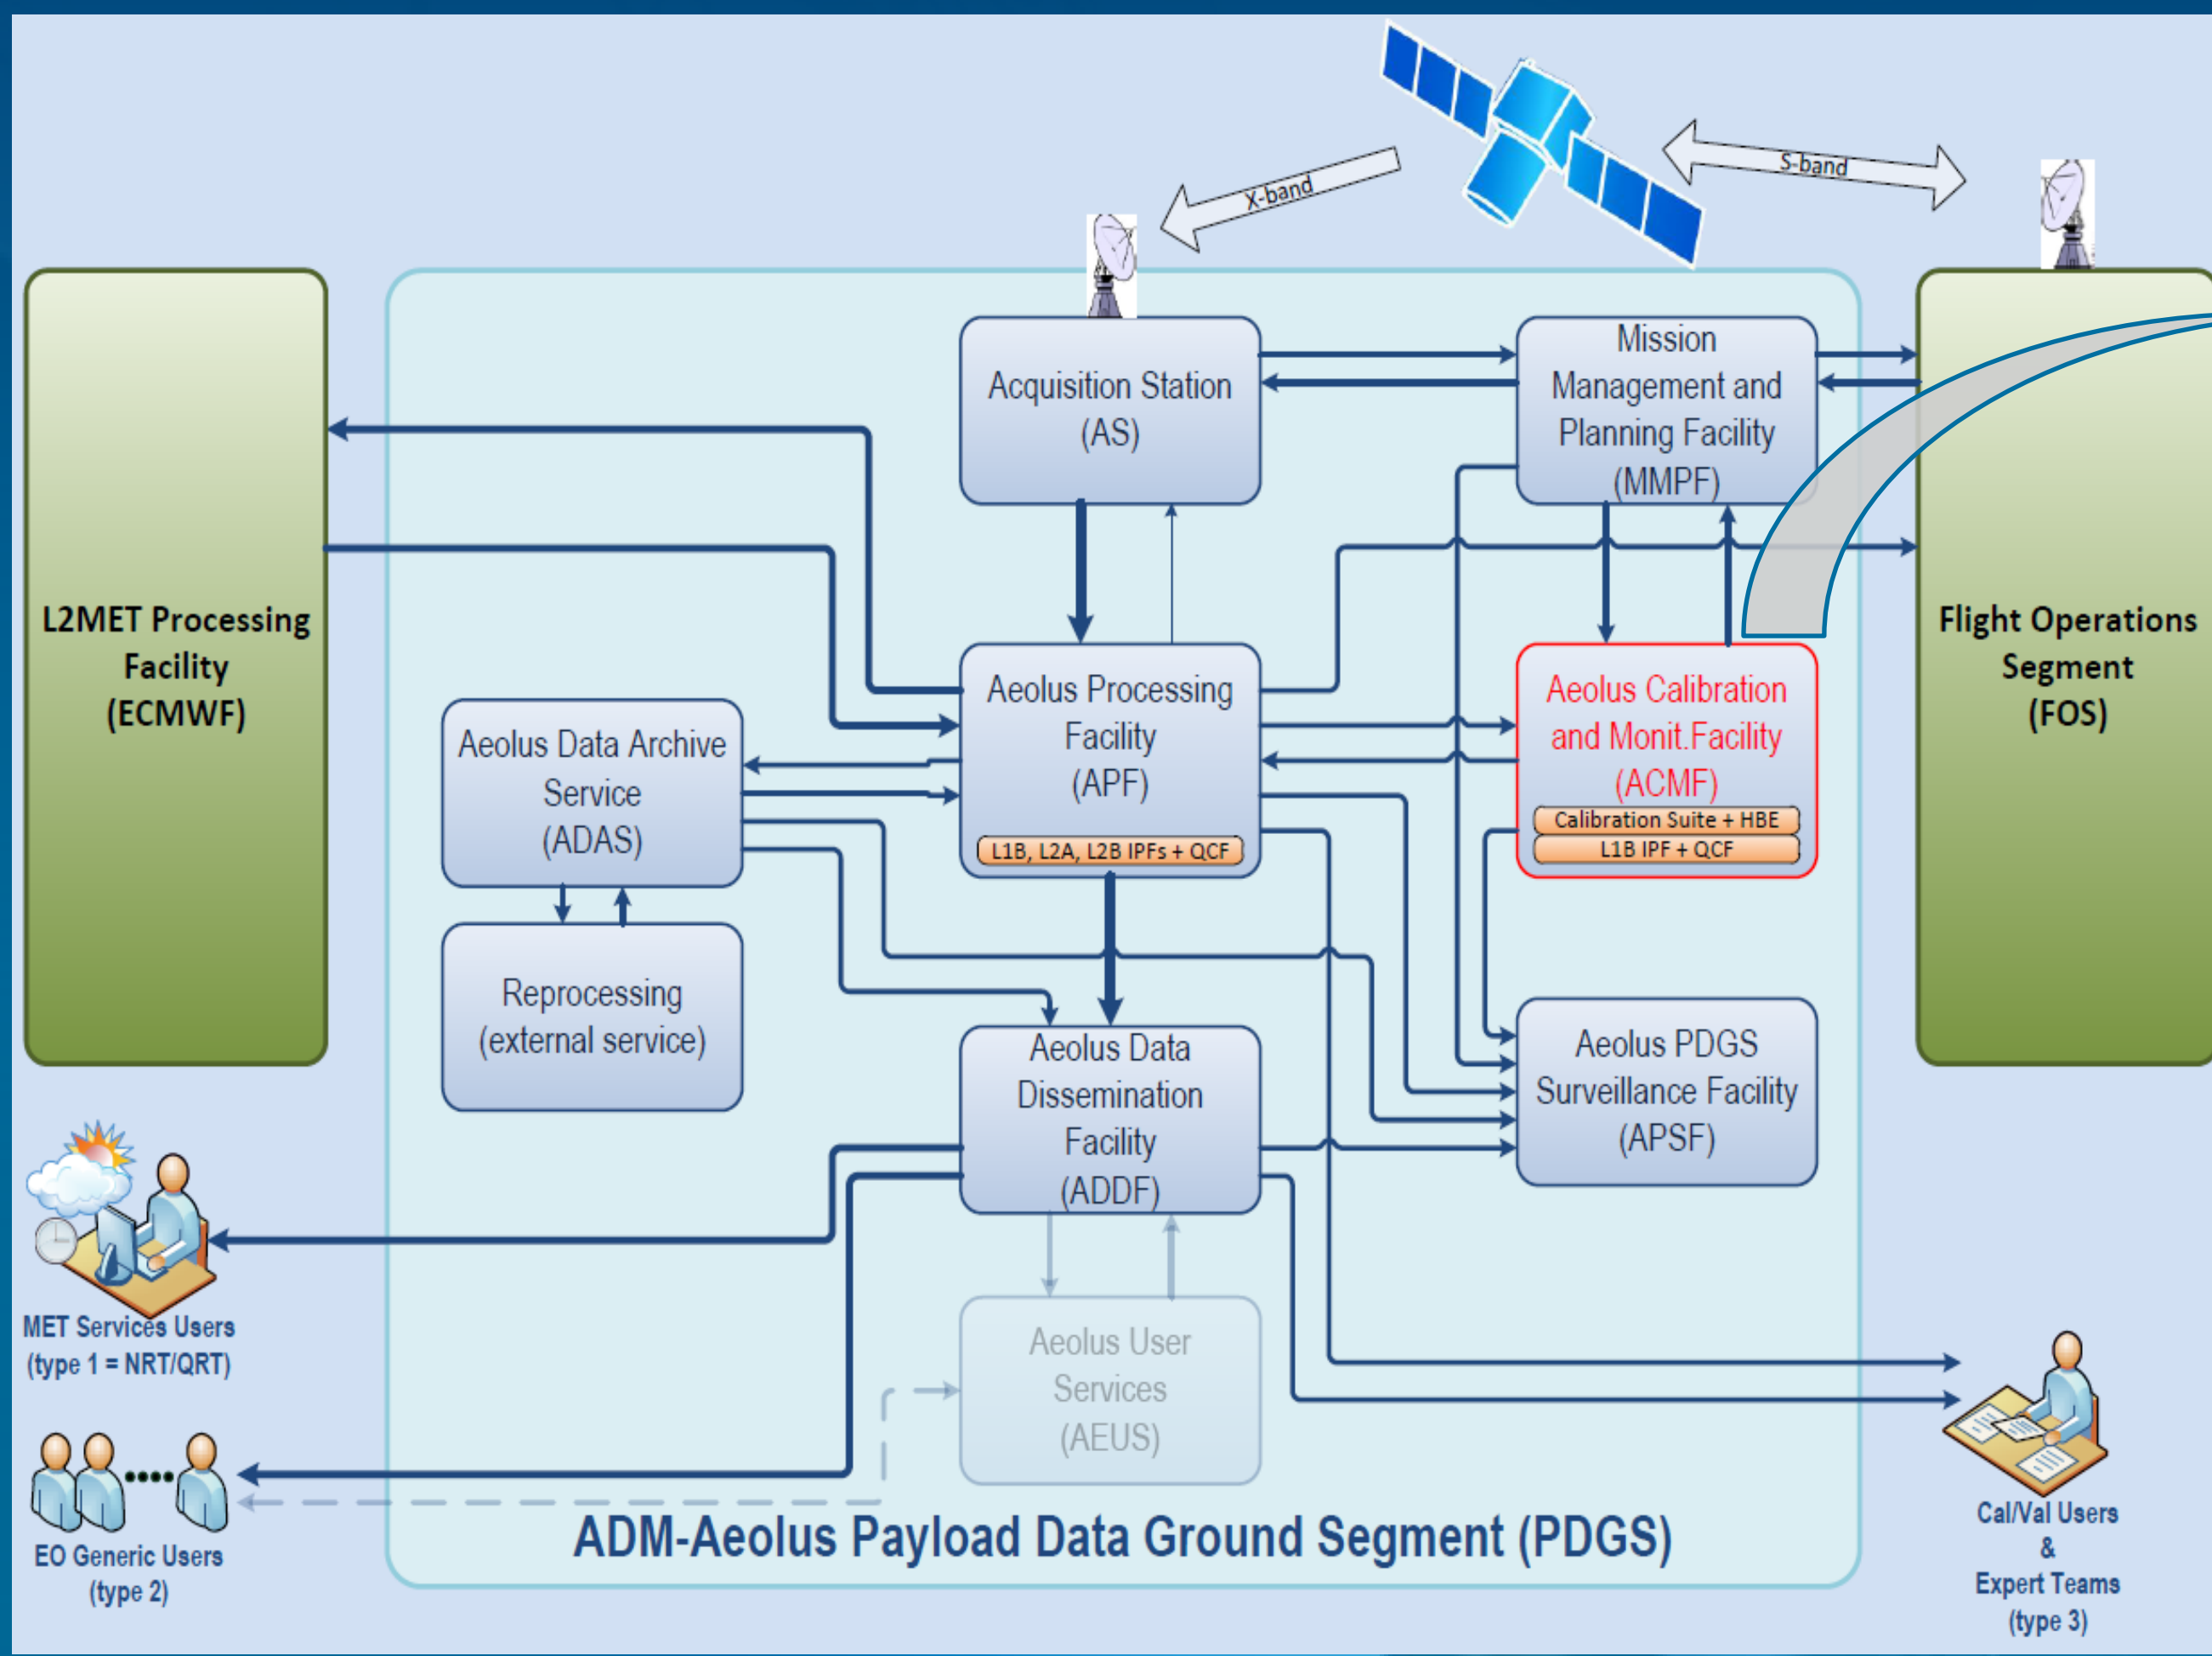 X-band
S-band
L2MET Processing
Facility
(ECMWF)
Acquisition Station
(AS)
Mission
Management and
Planning Facility
(MMPF)
Flight Operations
Segment
(FOS)
Aeolus Data Archive
Service
(ADAS)
Aeolus Processing
Facility
(APF)
L1B, L2A, L2B IPFs + QCF
Aeolus Calibration
and Monit.Facility
(ACMF)
Calibration Suite + HBE
L1B IPF + QCF
Reprocessing
(external service)
Aeolus Data
Dissemination
Facility
(ADDF)
Aeolus PDGS
Surveillance Facility
(APSF)
Aeolus User
Services
(AEUS)
MET Services Users
(type 1 = NRT/QRT)
EO Generic Users
(type 2)
Cal/Val Users
&
Expert Teams
(type 3)
ADM-Aeolus Payload Data Ground Segment (PDGS)